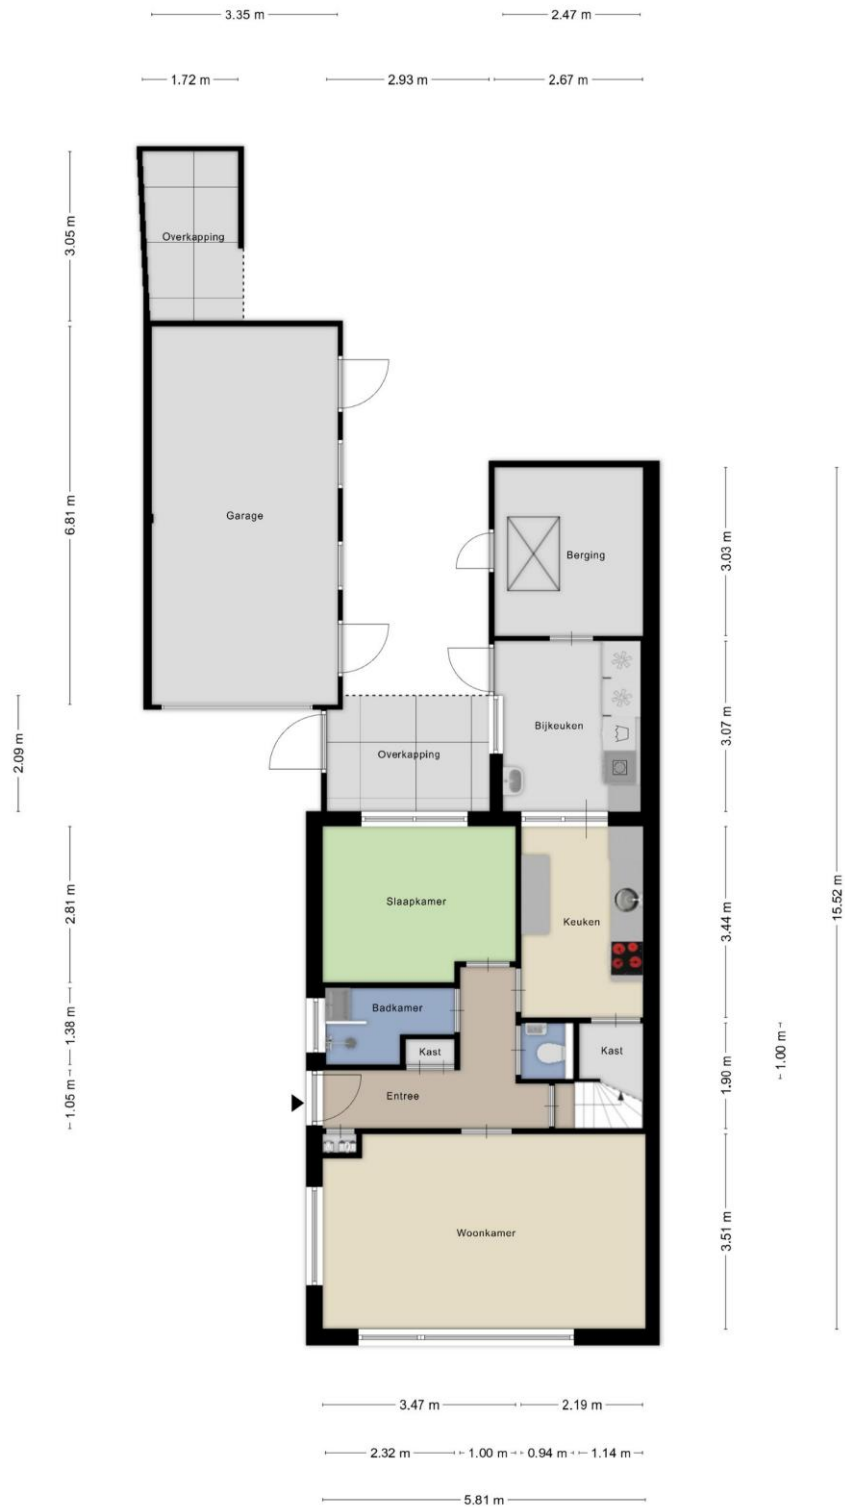 3.35 m
2.47 m
1.72 m
2.93 m
2.67 m
3.05 m
Overkapping
6.81 m
Garage
3.03 m
Berging
2.09 m
3.07 m
Bijkeuken
Overkapping
15.52 m
2.81 m
Slaapkamer
3.44 m
Keuken
1.38 m
Badkamer
Kast
Kast
1.00 m
1.90 m
1.05 m
Entree
3.51 m
Woonkamer
3.47 m
2.19 m
2.32 m
1.00 m
0.94 m
1.14 m
5.81 m